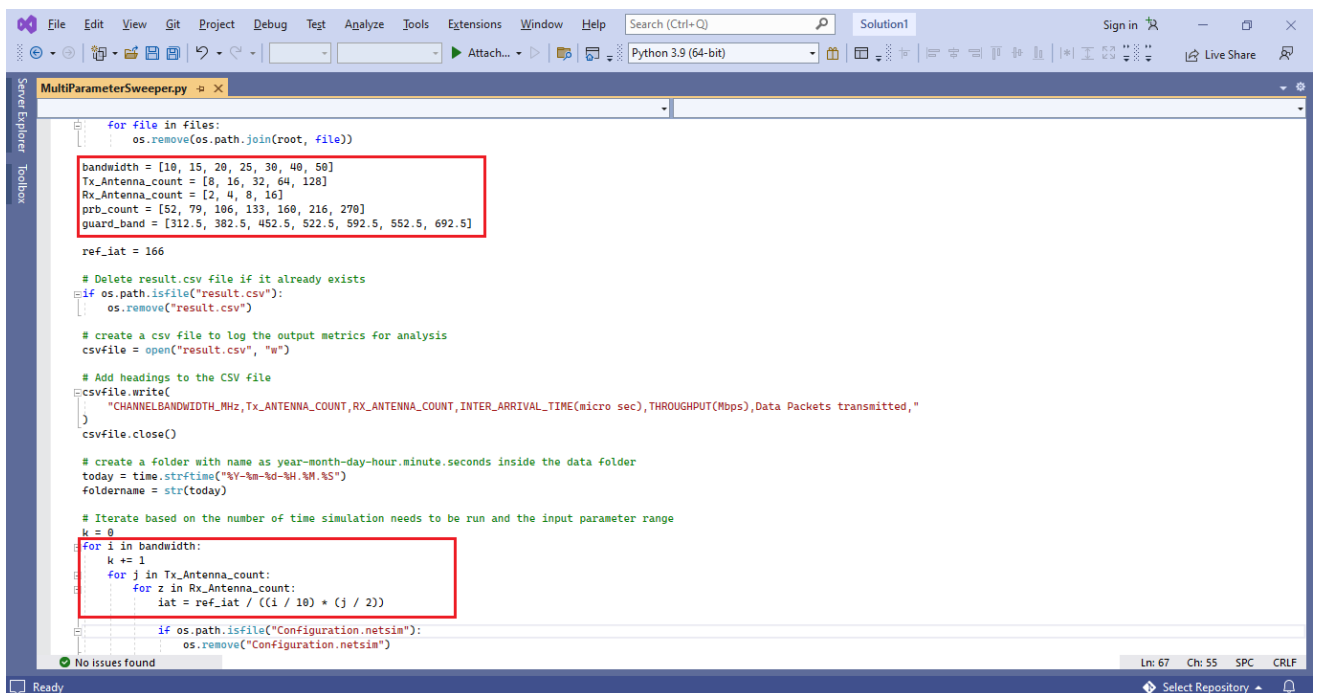 File Edit View Git Project Debug Test Analyze Tools Extensions Window Help Search (Ctrl+Q) Solution1 Sign in
Attach... Python 3.9 (64-bit) Live Share
Server Explorer
Toolbox
MultiParameterSweeper.py
for file in files:
os.remove(os.path.join(root, file))
bandwidth = [10, 15, 20, 25, 30, 40, 50]
Tx_Antenna_count = [8, 16, 32, 64, 128]
Rx_Antenna_count = [2, 4, 8, 16]
prb_count = [52, 79, 106, 133, 160, 216, 270]
guard_band = [312.5, 382.5, 452.5, 522.5, 592.5, 552.5, 692.5]
ref_iat = 166
# Delete result.csv file if it already exists
if os.path.isfile("result.csv"):
os.remove("result.csv")
# create a csv file to log the output metrics for analysis
csvfile = open("result.csv", "w")
# Add headings to the CSV file
csvfile.write(
"CHANNELBANDWIDTH_MHz,Tx_ANTENNA_COUNT,RX_ANTENNA_COUNT,INTER_ARRIVAL_TIME(micro sec),THROUGHPUT(Mbps),Data Packets transmitted,"
)
csvfile.close()
# create a folder with name as year-month-day-hour.minute.seconds inside the data folder
today = time.strftime("%Y-%m-%d-%H.%M.%S")
foldername = str(today)
# Iterate based on the number of time simulation needs to be run and the input parameter range
k = 0
for i in bandwidth:
k += 1
for j in Tx_Antenna_count:
for z in Rx_Antenna_count:
iat = ref_iat / ((i / 10) * (j / 2))
if os.path.isfile("Configuration.netsim"):
os.remove("Configuration.netsim")
No issues found Ln: 67 Ch: 55 SPC CRLF
Ready Select Repository